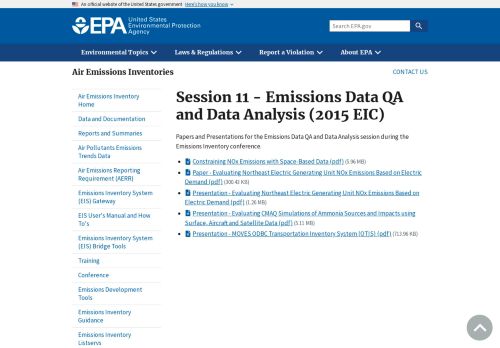 An official website of the United States government Here's how you know
EPA United States
Environmental Protection
Agency
Search EPA.gov
Environmental Topics
Laws & Regulations
Report a Violation
About EPA
Air Emissions Inventories
CONTACT US
Air Emissions Inventory
Home
Data and Documentation
Reports and Summaries
Air Pollutants Emissions
Trends Data
Air Emissions Reporting
Requirement (AERR)
Emissions Inventory System
(EIS) Gateway
EIS User's Manual and How
To's
Emissions Inventory System
(EIS) Bridge Tools
Training
Conference
Emissions Development
Tools
Emissions Inventory
Guidance
Emissions Inventory
Listservs
Session 11 - Emissions Data QA
and Data Analysis (2015 EIC)
Papers and Presentations for the Emissions Data QA and Data Analysis session during the
Emissions Inventory conference.
Constraining NOx Emissions with Space-Based Data (pdf) (5.96 MB)
Paper - Evaluating Northeast Electric Generating Unit NOx Emissions Based on Electric
Demand (pdf) (300.43 KB)
Presentation - Evaluating Northeast Electric Generating Unit NOx Emissions Based on
Electric Demand (pdf) (1.26 MB)
Presentation - Evaluating CMAQ Simulations of Ammonia Sources and Impacts using
Surface, Aircraft and Satellite Data (pdf) (5.11 MB)
Presentation - MOVES ODBC Transportation Inventory System (OTIS) (pdf) (713.96 KB)